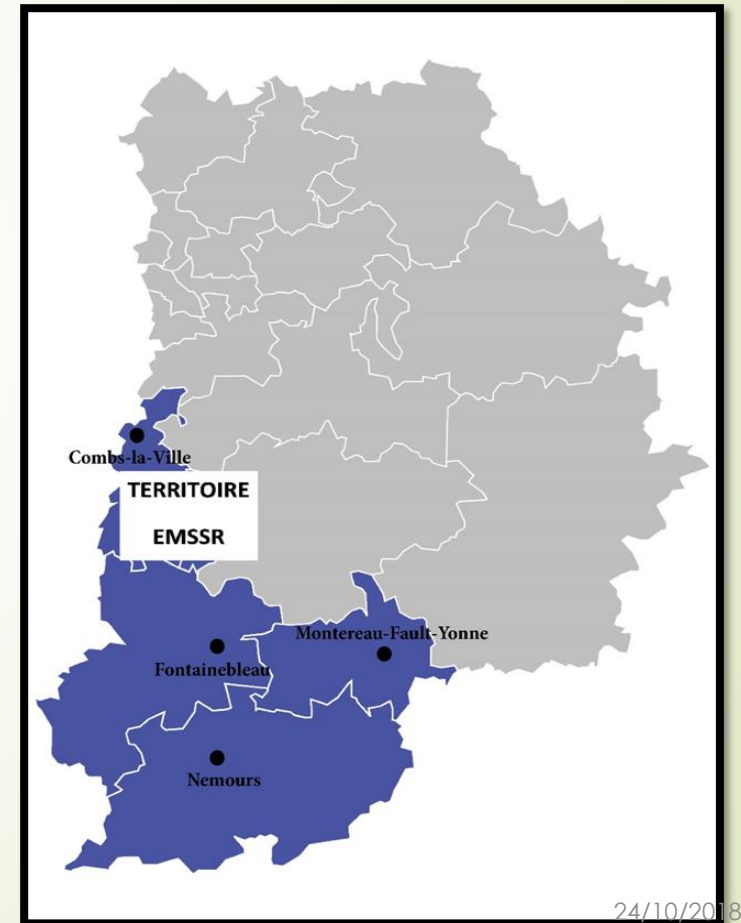 Combs-la-Ville
TERRITOIRE
EMSSR
Montereau-Fault-Yonne
Fontainebleau
Nemours
24/10/2018